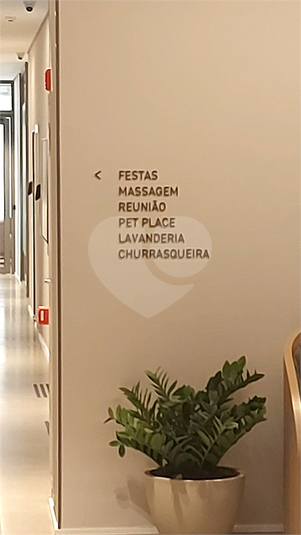 < FESTAS
MASSAGEM
REUNIÃO
PET PLACE
LAVANDERIA
CHURRASQUEIRA